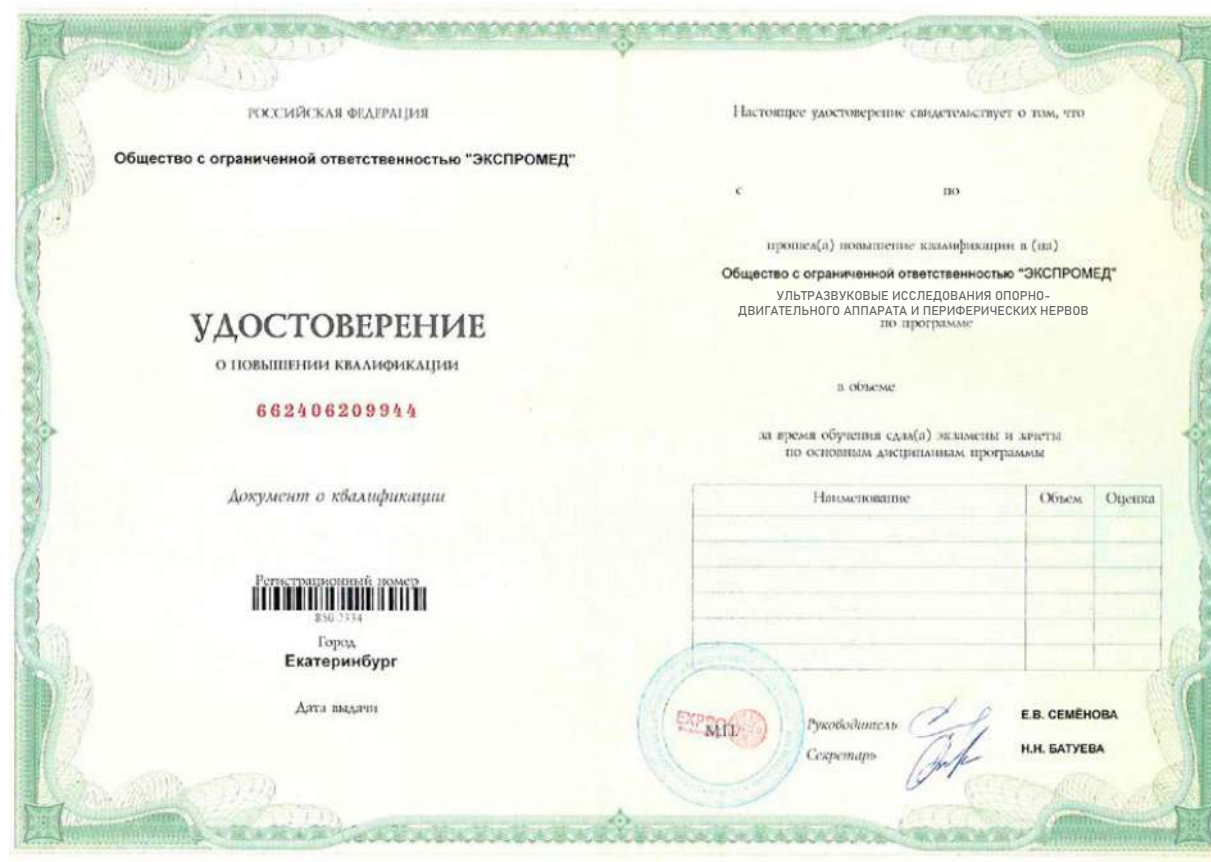 РОССИЙСКАЯ ФЕДЕРАЦИЯ
Общество с ограниченной ответственностью "ЭКСПРОМЕД"
УДОСТОВЕРЕНИЕ
О ПОВЫШЕНИИ КВАЛИФИКАЦИИ
662406209944
Документ о квалификации
Регистрационный номер
Город
Екатеринбург
Дата выдачи
Настоящее удостоверение свидетельствует о том, что
с по
прошел(а) повышение квалификации в (на)
Общество с ограниченной ответственностью "ЭКСПРОМЕД"
УЛЬТРАЗВУКОВЫЕ ИССЛЕДОВАНИЯ ОПОРНО-
ДВИГАТЕЛЬНОГО АППАРАТА И ПЕРИФЕРИЧЕСКИХ НЕРВОВ
по программе
в объеме
за время обучения сдал(а) экзамены и зачеты
по основным дисциплинам программы
Наименование Объем Оценка
М.П.
Руководитель Е.В. СЕМЁНОВА
Секретарь Н.Н. БАТУЕВА